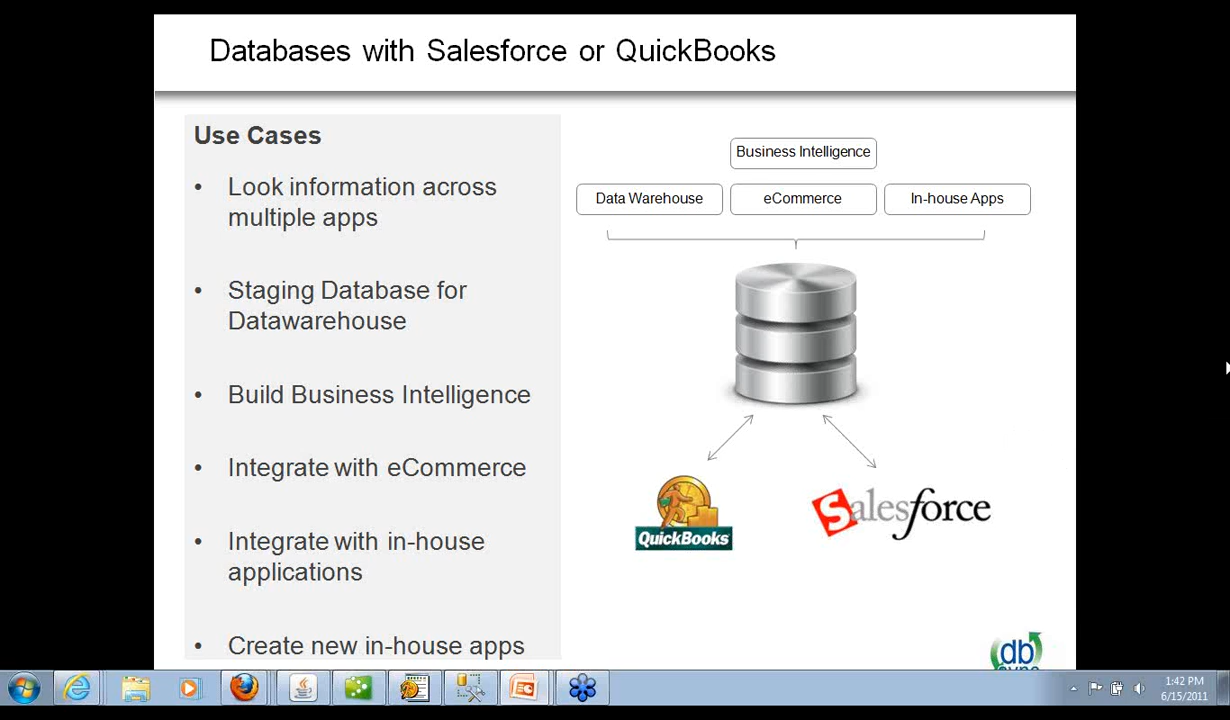 Databases with Salesforce or QuickBooks
Use Cases
• Look information across
multiple apps
• Staging Database for
Datawarehouse
• Build Business Intelligence
• Integrate with eCommerce
• Integrate with in-house
applications
• Create new in-house apps
Business Intelligence
Data Warehouse
eCommerce
In-house Apps
QuickBooks
Salesforce
db
sync
1:42 PM
6/15/2011